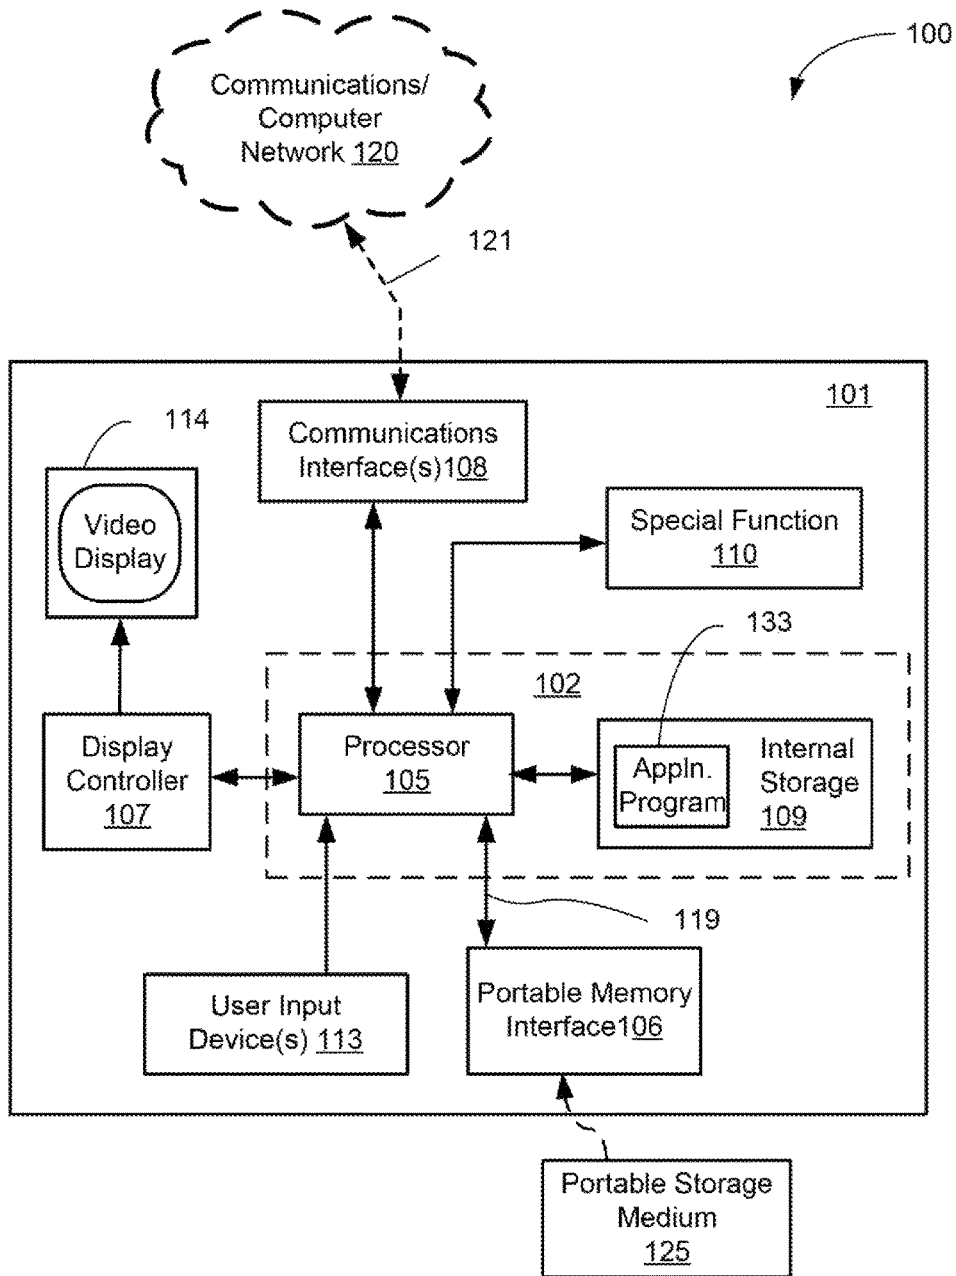 100
Communications/
Computer
Network 120
121
101
114
Communications
Interface(s)108
Video
Display
Special Function
110
133
102
Display
Controller
107
Processor
105
Appln.
Program
Internal
Storage
109
119
User Input
Device(s) 113
Portable Memory
Interface106
Portable Storage
Medium
125